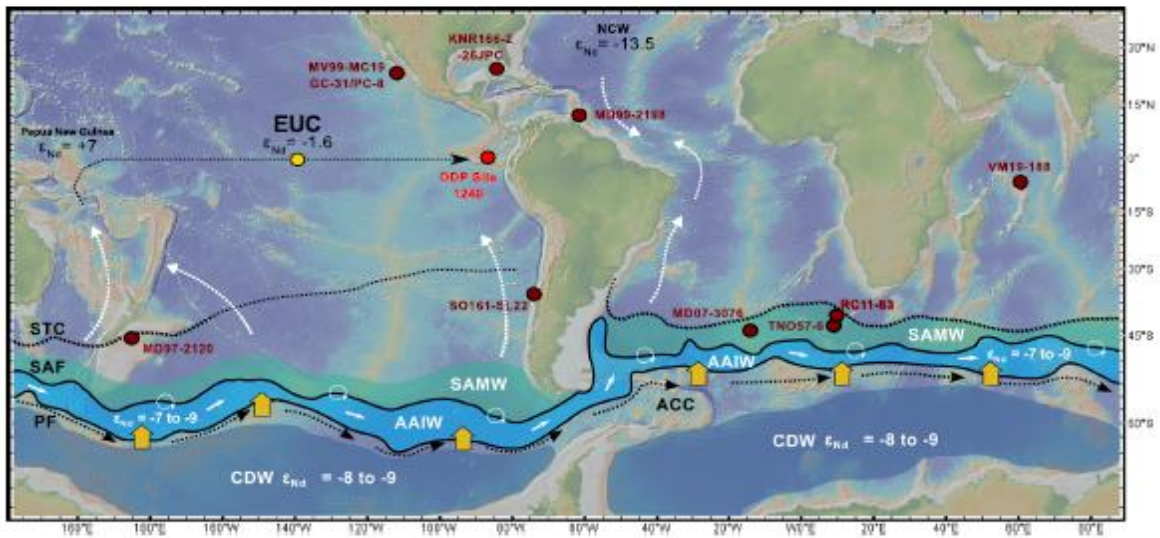 NCW
εNd = -13.5
KNR166-2
-26JPC
30°N
MV99-MC19
GC-31/PC-8
15°N
MD99-2198
Papua New Guinea
εNd = +7
EUC
εNd = -1.6
0°
ODP Site
1240
VM19-188
15°S
30°S
SO161-SL22
MD07-3076
RC11-83
TNO57-6
STC
MD97-2120
SAMW
45°S
SAF
SAMW
AAIW
εNd = -7 to -9
PF
εNd = -7 to -9
AAIW
ACC
60°S
CDW εNd = -8 to -9
CDW εNd = -8 to -9
160°E
180°W
160°W
140°W
120°W
100°W
80°W
60°W
40°W
20°W
20°E
40°E
60°E
80°E